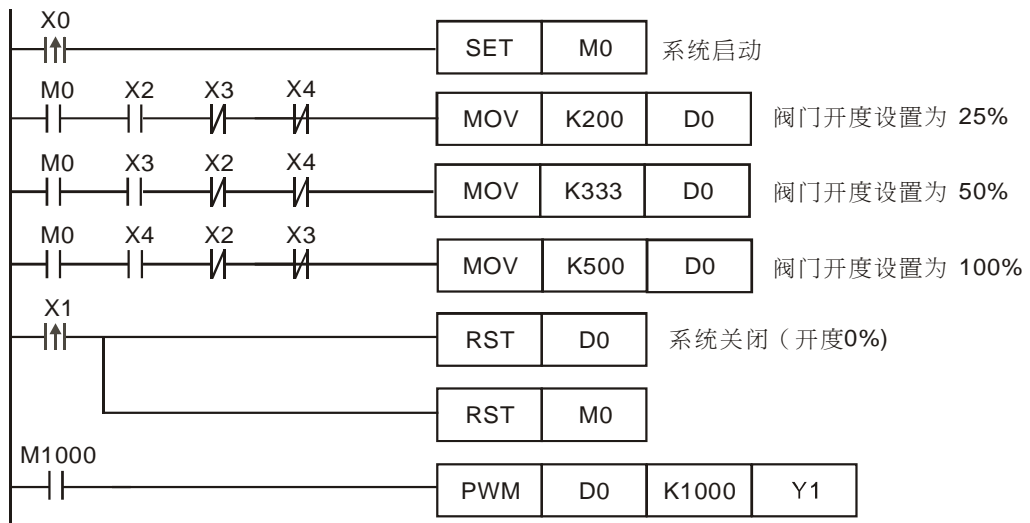 X0
SET M0 系统启动
M0 X2 X3 X4
MOV K200 D0 阀门开度设置为 25%
M0 X3 X2 X4
MOV K333 D0 阀门开度设置为 50%
M0 X4 X2 X3
MOV K500 D0 阀门开度设置为 100%
X1
RST D0 系统关闭（开度0%)
RST M0
M1000
PWM D0 K1000 Y1